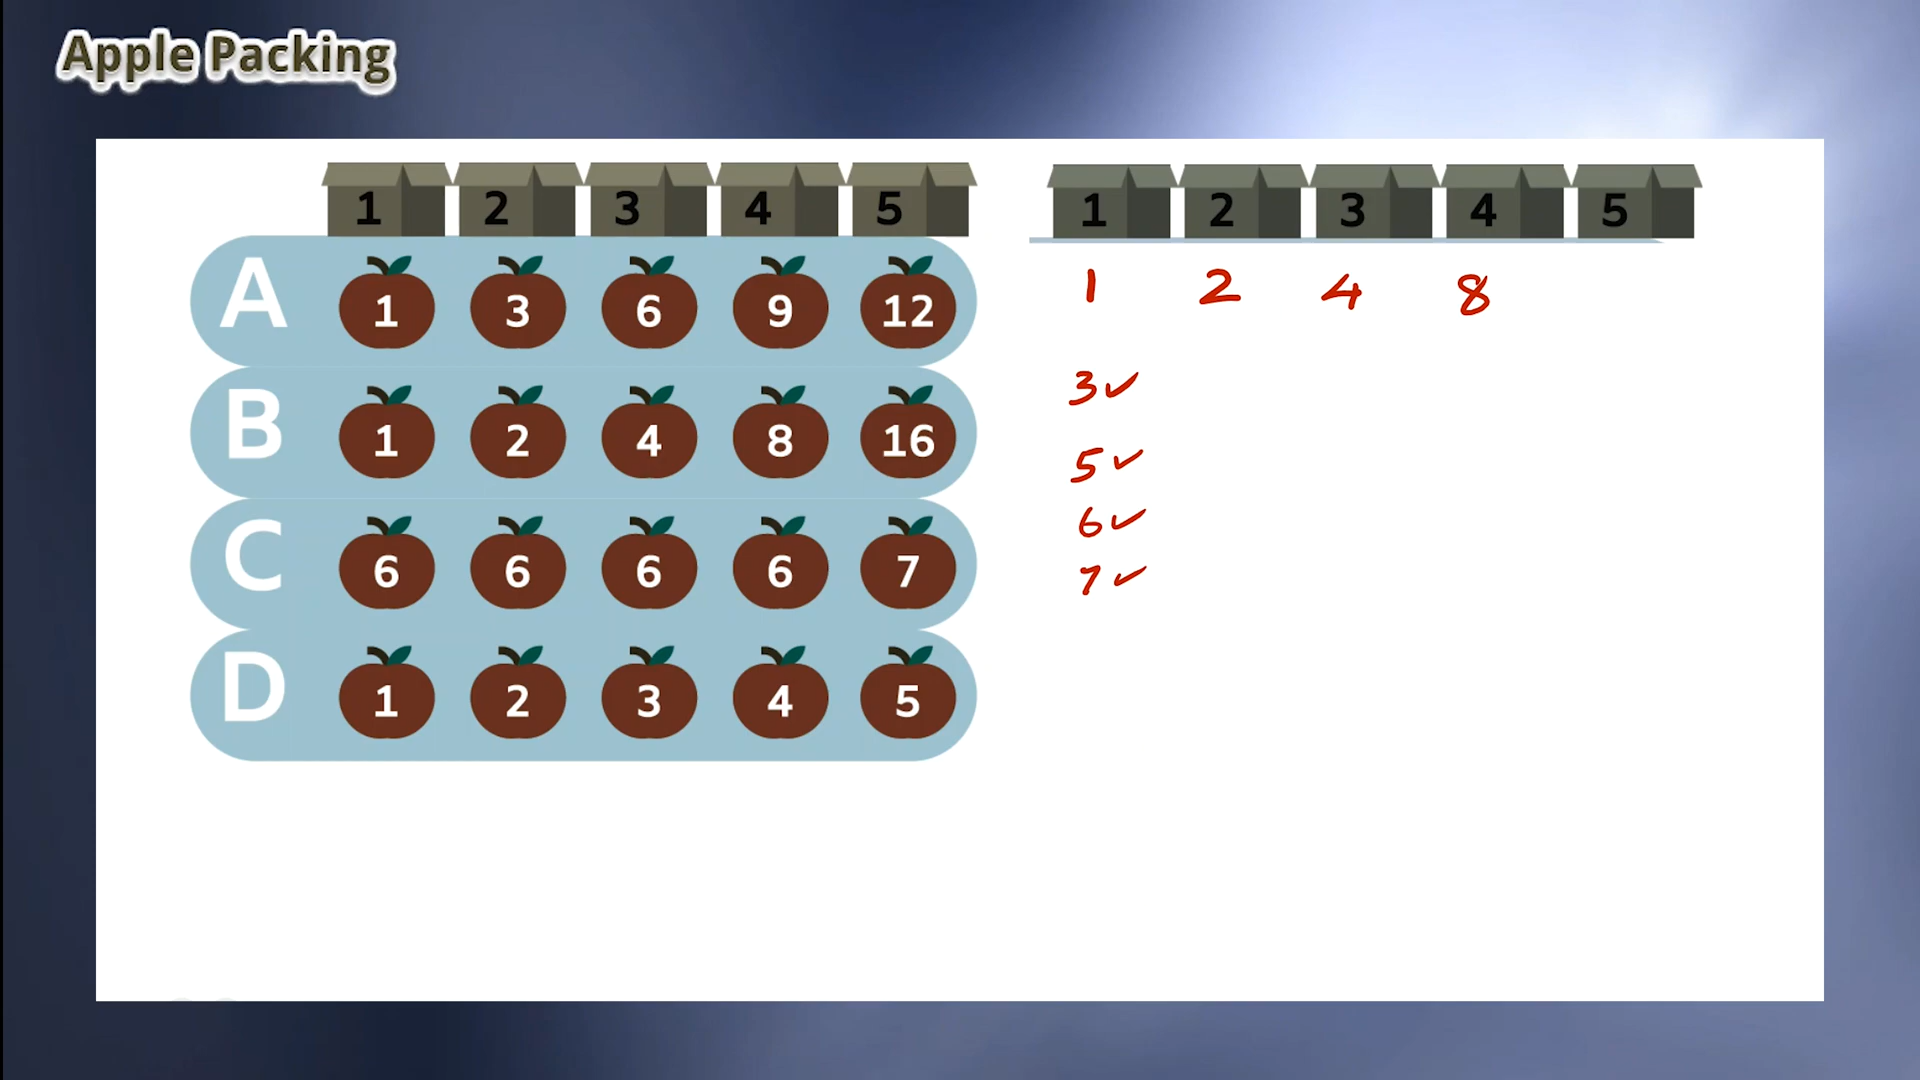 Apple Packing
1 2 3 4 5
A 1 3 6 9 12
B 1 2 4 8 16
C 6 6 6 6 7
D 1 2 3 4 5
1 2 3 4 5
1 2 4 8
3✓
5✓
6✓
7✓